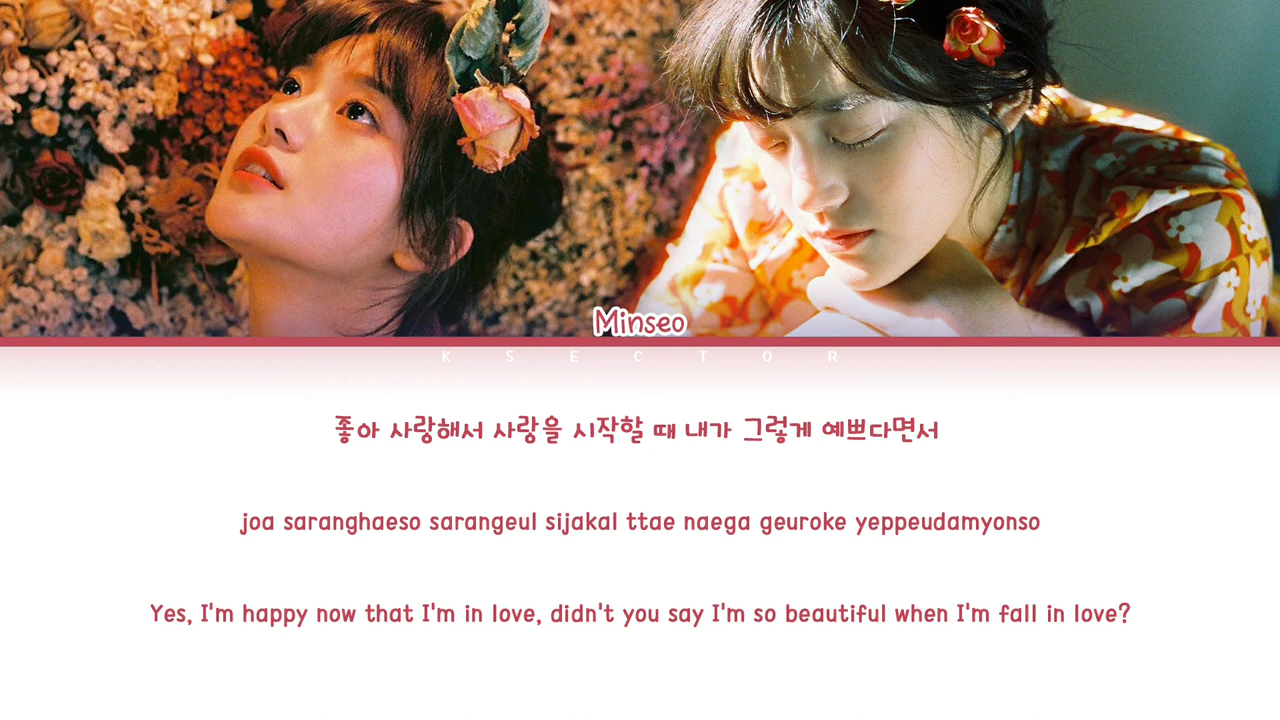 Minseo
K S E C T O R
좋아 사랑해서 사랑을 시작할 때 내가 그렇게 예쁘다면서
joa saranghaeso sarangeul sijakal ttae naega geuroke yeppeudamyonso
Yes, I'm happy now that I'm in love, didn't you say I'm so beautiful when I'm fall in love?